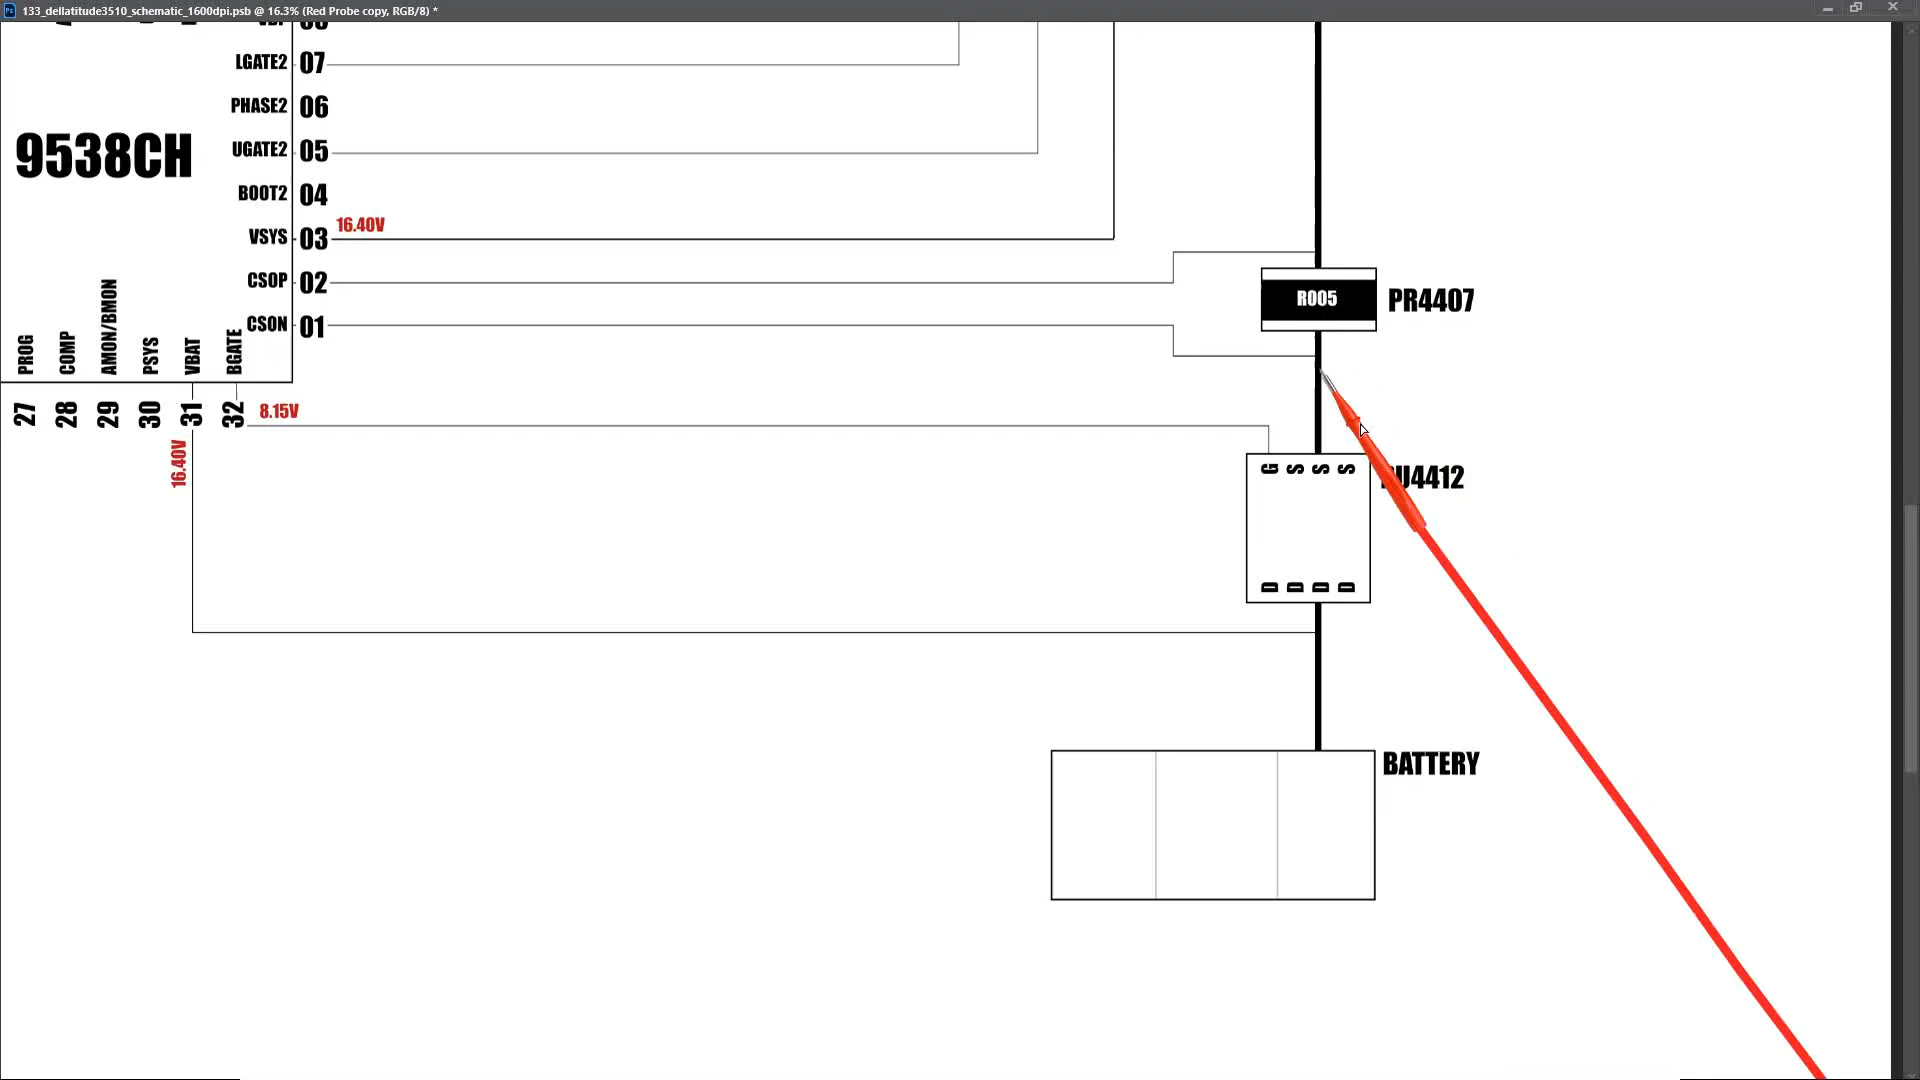 133_dellatitude3510_schematic_1600dpi.psb @ 16.3% (Red Probe copy, RGB/8) *
LGATE2 07
PHASE2 06
9538CH
UGATE2 05
BOOT2 04
16.40V
VSYS 03
CSOP 02
R005 PR4407
CSON 01
PROG
COMP
AMON/BMON
PSYS
VBAT
BGATE
27
28
29
30
31
32
8.15V
16.40V
G S S S
U4412
D D D D
BATTERY